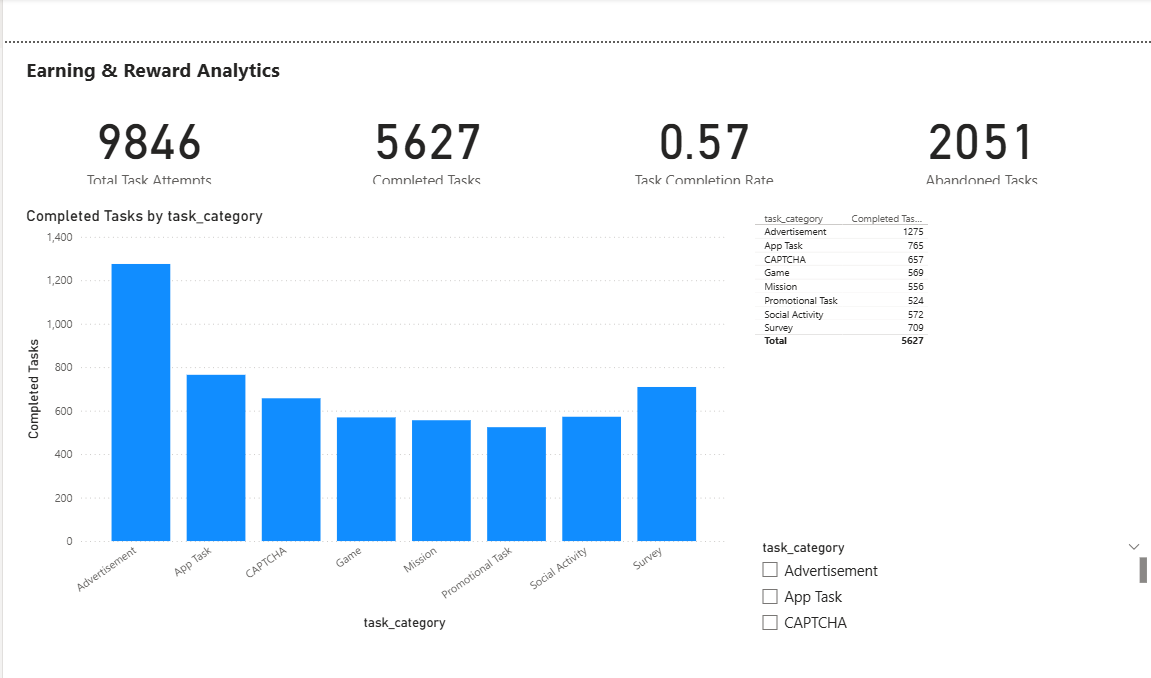 Earning & Reward Analytics
9846
Total Task Attempts
5627
Completed Tasks
0.57
Task Completion Rate
2051
Abandoned Tasks
Completed Tasks by task_category
Completed Tasks
1,400
1,200
1,000
800
600
400
200
0
Advertisement
App Task
CAPTCHA
Game
Mission
Promotional Task
Social Activity
Survey
task_category
task_category Completed Tas...
Advertisement 1275
App Task 765
CAPTCHA 657
Game 569
Mission 556
Promotional Task 524
Social Activity 572
Survey 709
Total 5627
task_category
Advertisement
App Task
CAPTCHA